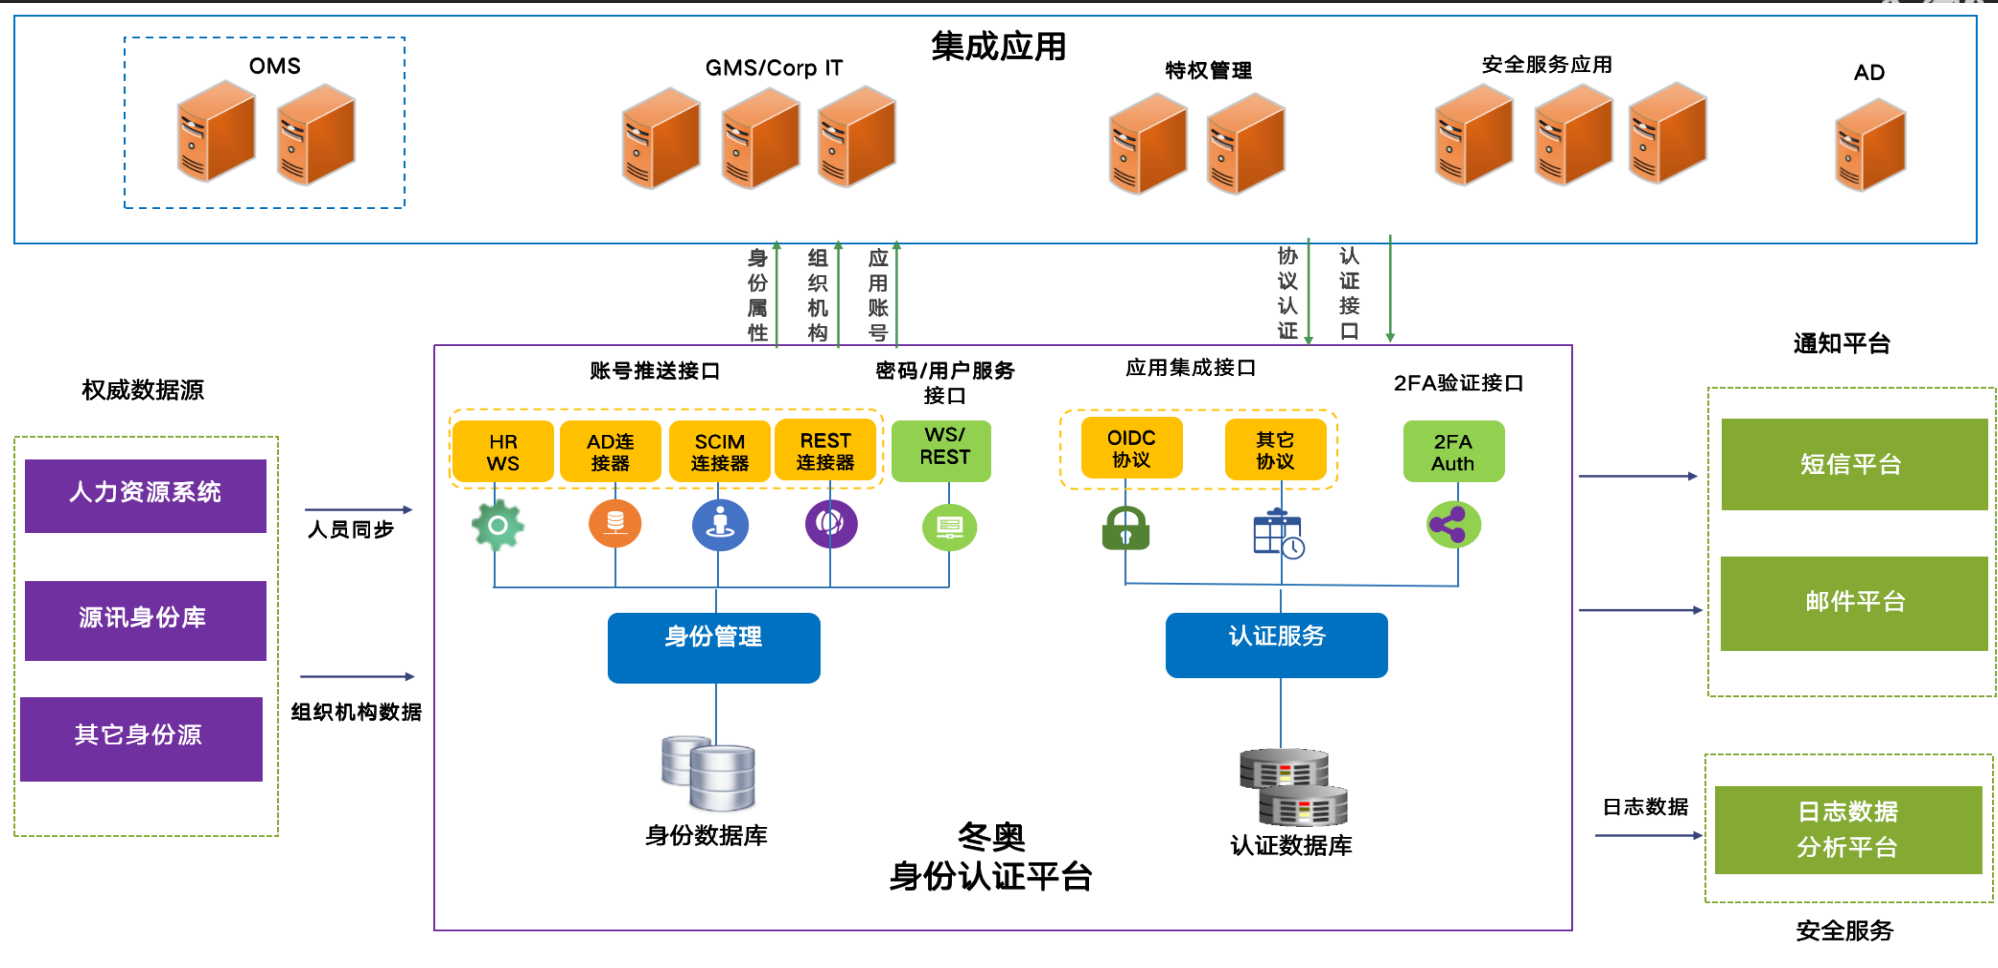 集成应用
OMS
GMS/Corp IT
特权管理
安全服务应用
AD
身份属性
组织机构
应用账号
协议认证
认证接口
权威数据源
人力资源系统
源讯身份库
其它身份源
人员同步
组织机构数据
账号推送接口
密码/用户服务
接口
应用集成接口
2FA验证接口
HR
WS
AD连
接器
SCIM
连接器
REST
连接器
WS/
REST
OIDC
协议
其它
协议
2FA
Auth
身份管理
认证服务
身份数据库
认证数据库
冬奥
身份认证平台
通知平台
短信平台
邮件平台
日志数据
日志数据
分析平台
安全服务